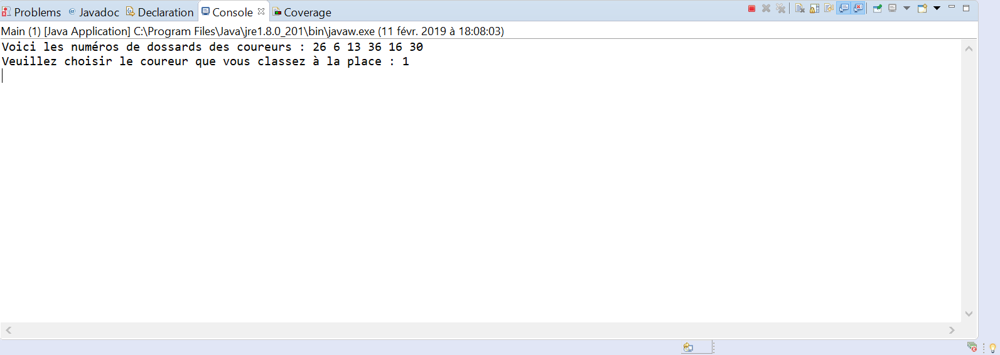 Problems @ Javadoc Declaration Console Coverage
Main (1) [Java Application] C:\Program Files\Java\jre1.8.0_201\bin\javaw.exe (11 févr. 2019 à 18:08:03)
Voici les numéros de dossards des coureurs : 26 6 13 36 16 30
Veuillez choisir le coureur que vous classez à la place : 1